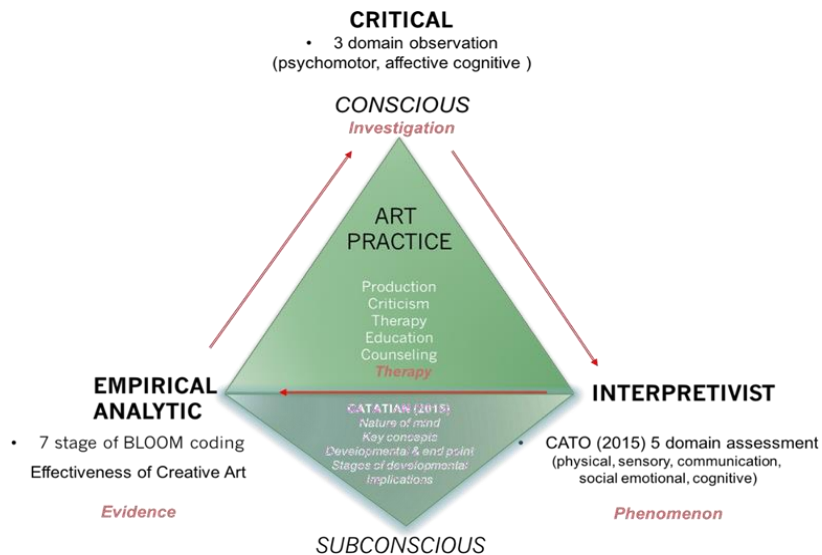 CRITICAL
• 3 domain observation
(psychomotor, affective cognitive )
CONSCIOUS
Investigation
ART
PRACTICE
Production
Criticism
Therapy
Education
Counseling
Therapy
EMPIRICAL
ANALYTIC
• 7 stage of BLOOM coding
Effectiveness of Creative Art
Evidence
(2015)
Nature of mind
Key concepts
Developmental & end point
Stages of developmental
Implications
INTERPRETIVIST
• CATO (2015) 5 domain assessment
(physical, sensory, communication,
social emotional, cognitive)
Phenomenon
SUBCONSCIOUS